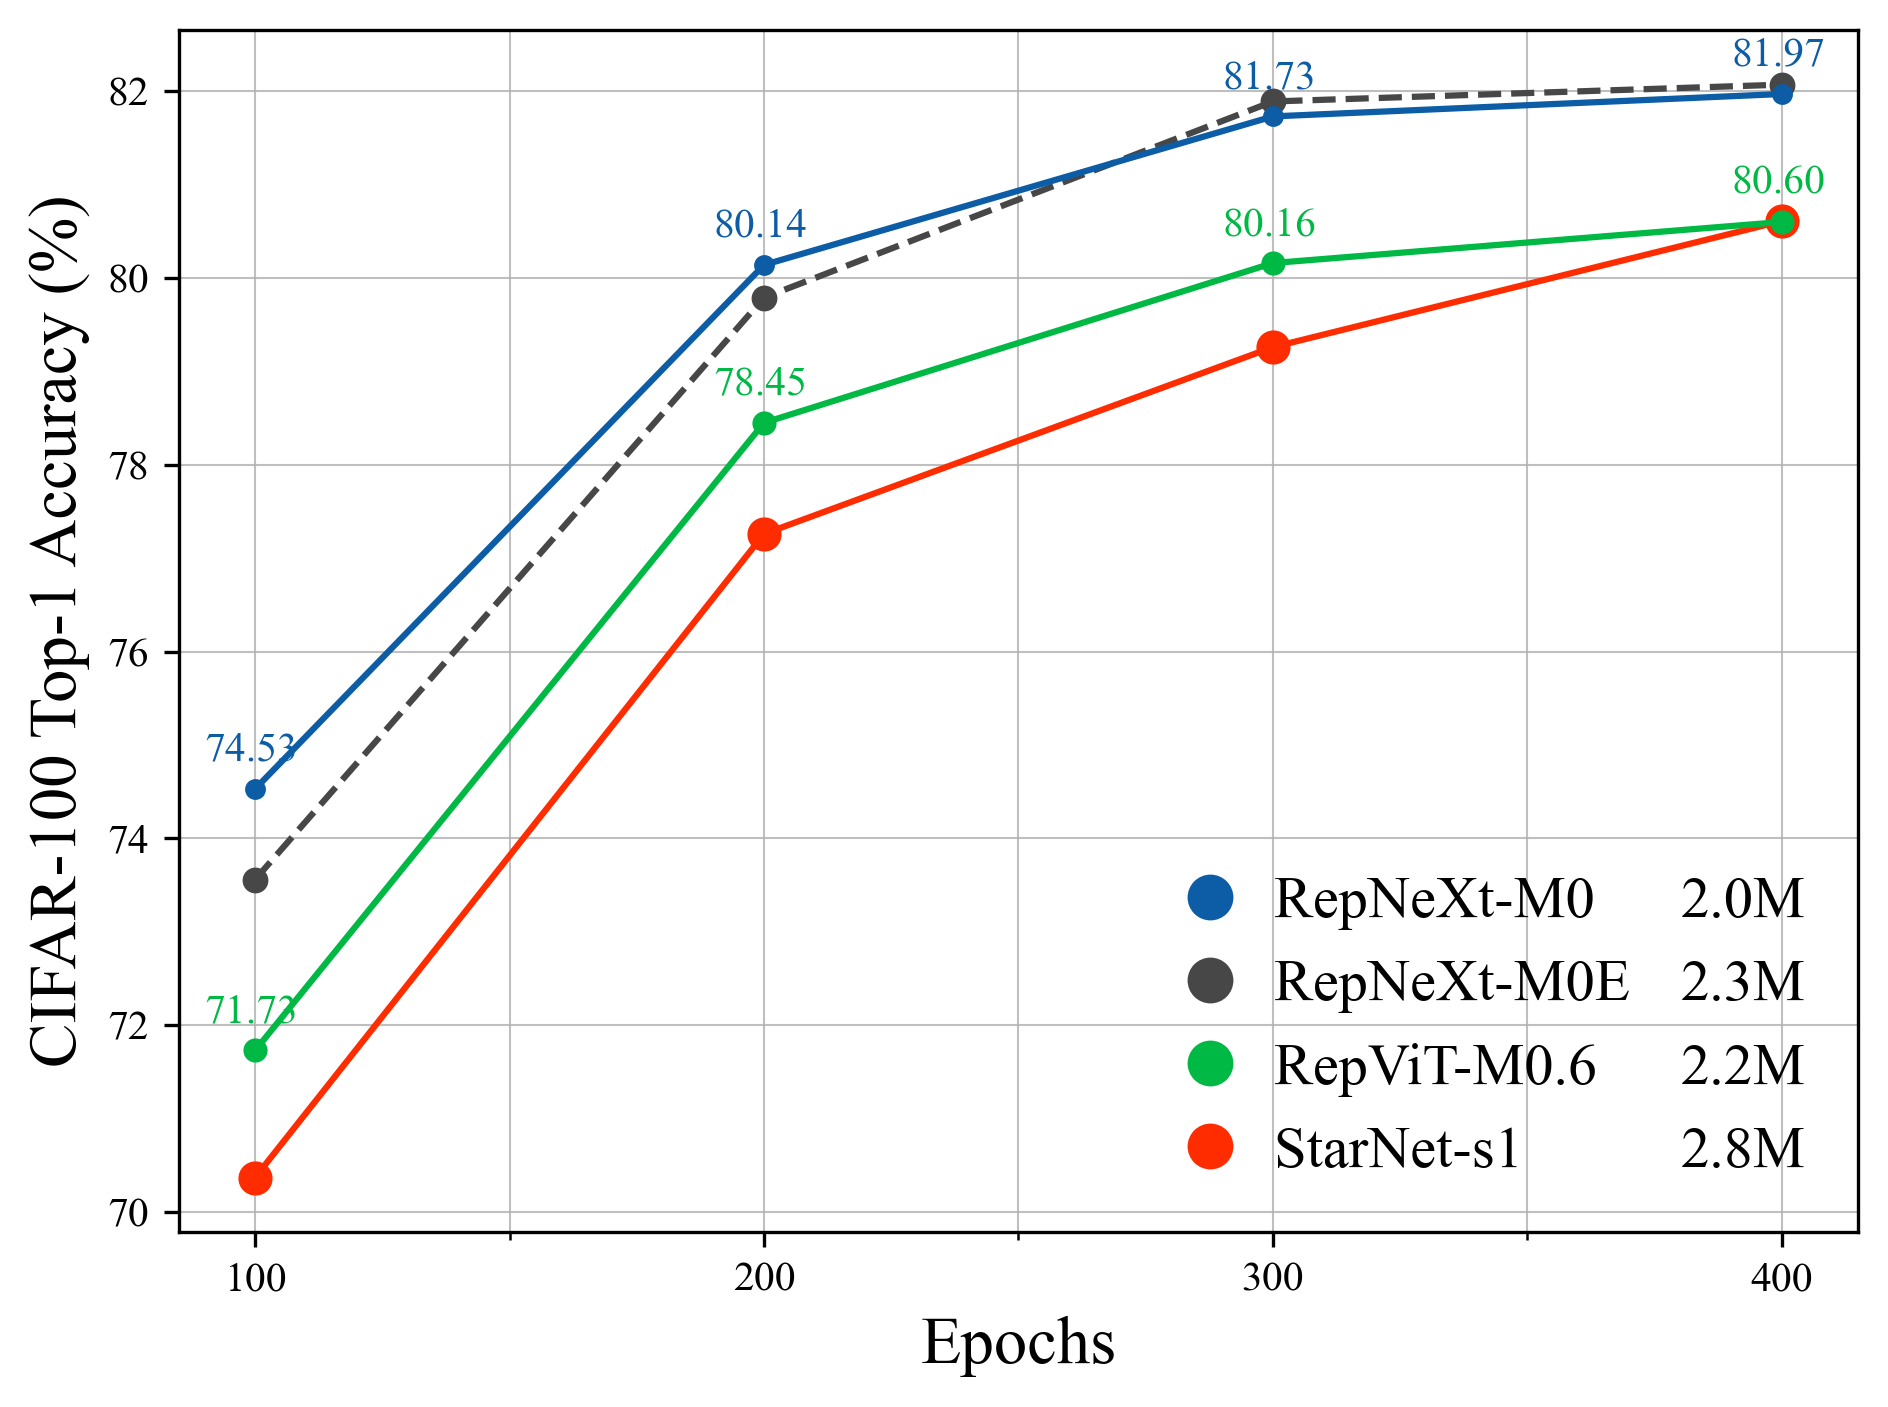 CIFAR-100 Top-1 Accuracy (%)
82
80
78
76
74
72
70
81.97
81.73
80.60
80.14
80.16
78.45
74.53
71.73
RepNeXt-M0 2.0M
RepNeXt-M0E 2.3M
RepViT-M0.6 2.2M
StarNet-s1 2.8M
100 200 300 400
Epochs